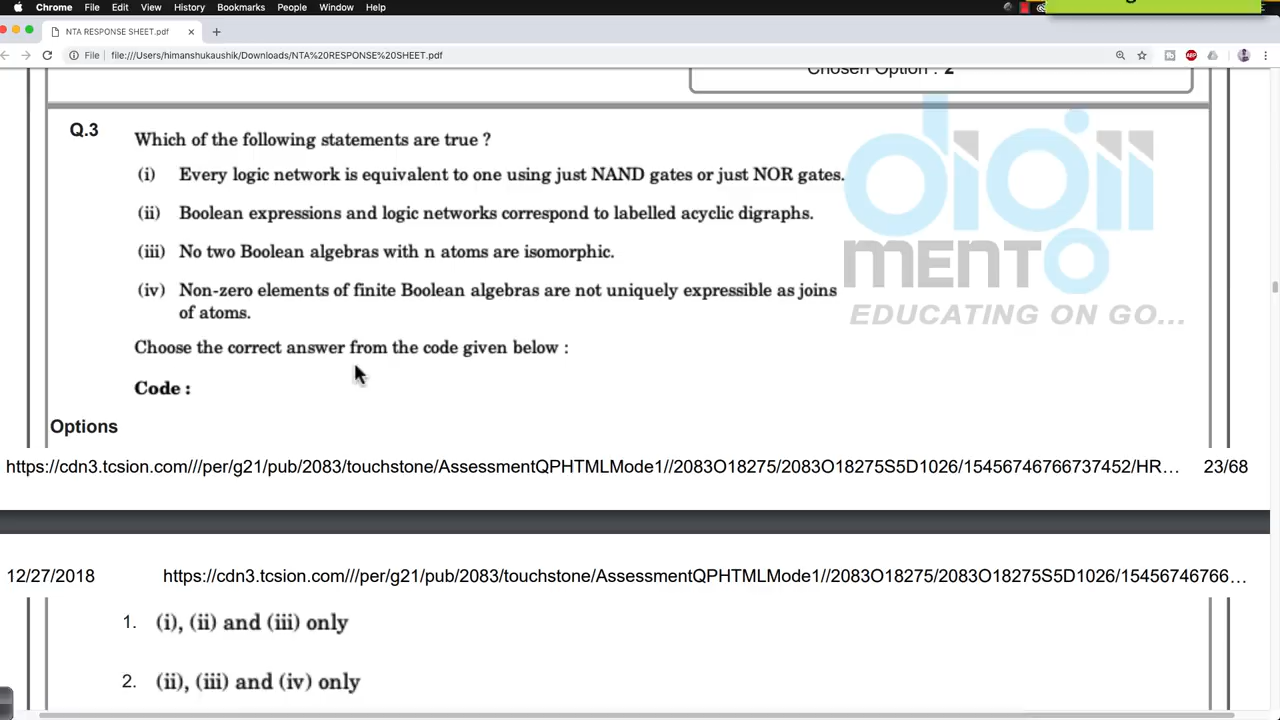 Chrome File Edit View History Bookmarks People Window Help
NTA RESPONSE SHEET.pdf
File file:///Users/himanshukaushik/Downloads/NTA%20RESPONSE%20SHEET.pdf
ABP
Chosen Option : 2
Q.3 Which of the following statements are true ?
(i) Every logic network is equivalent to one using just NAND gates or just NOR gates.
(ii) Boolean expressions and logic networks correspond to labelled acyclic digraphs.
(iii) No two Boolean algebras with n atoms are isomorphic.
(iv) Non-zero elements of finite Boolean algebras are not uniquely expressible as joins
of atoms.
Choose the correct answer from the code given below :
Code :
digii
MENTO
EDUCATING ON GO...
Options
https://cdn3.tcsion.com///per/g21/pub/2083/touchstone/AssessmentQPHTMLMode1//2083O18275/2083O18275S5D1026/15456746766737452/HR… 23/68
12/27/2018 https://cdn3.tcsion.com///per/g21/pub/2083/touchstone/AssessmentQPHTMLMode1//2083O18275/2083O18275S5D1026/15456746766…
1. (i), (ii) and (iii) only
2. (ii), (iii) and (iv) only